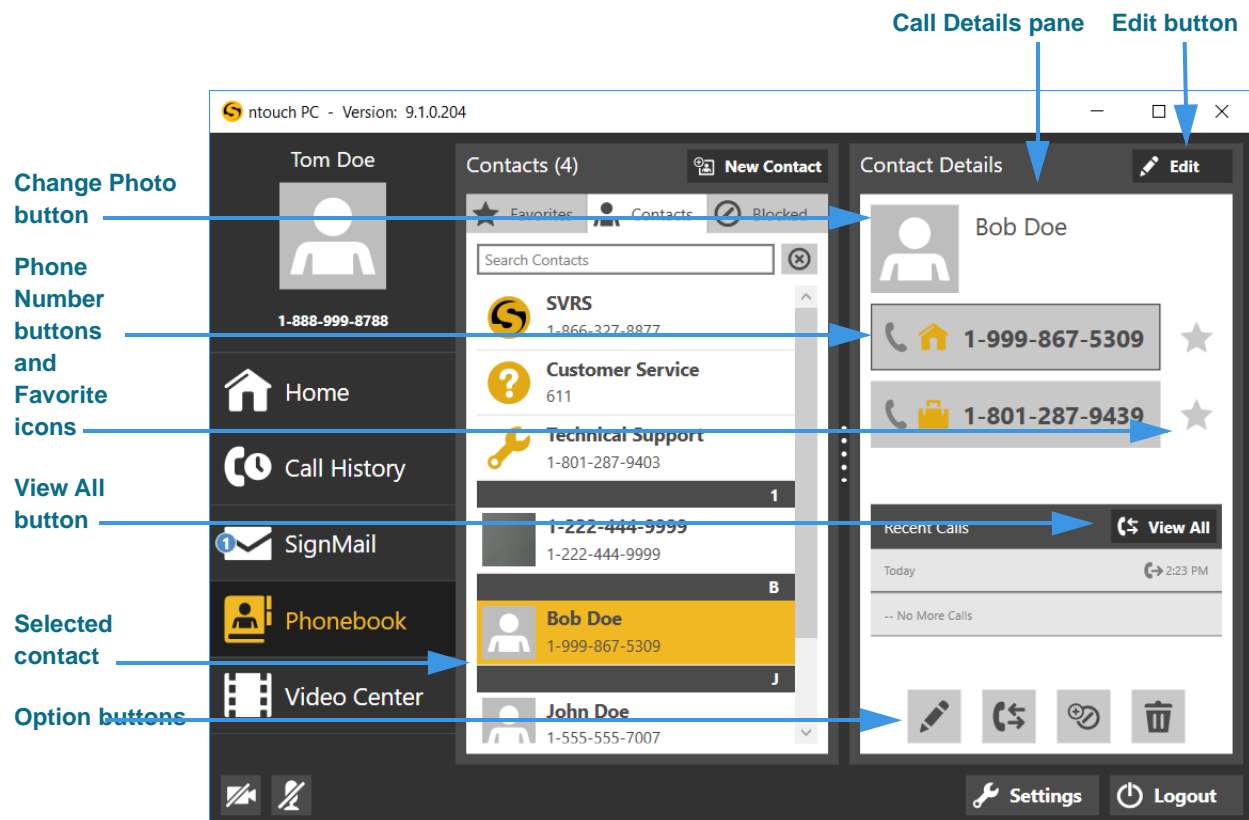 Call Details pane
Edit button
ntouch PC - Version: 9.1.0.204
Change Photo
button
Phone
Number
buttons
and
Favorite
icons
View All
button
Selected
contact
Option buttons
Tom Doe
1-888-999-8788
Home
Call History
1
SignMail
Phonebook
Video Center
Contacts (4)
New Contact
Favorites
Contacts
Blocked
Search Contacts
SVRS
1-866-327-8877
Customer Service
611
Technical Support
1-801-287-9403
1
1-222-444-9999
1-222-444-9999
B
Bob Doe
1-999-867-5309
J
John Doe
1-555-555-7007
Contact Details
Edit
Bob Doe
1-999-867-5309
1-801-287-9439
Recent Calls
View All
Today
2:23 PM
-- No More Calls
Settings
Logout